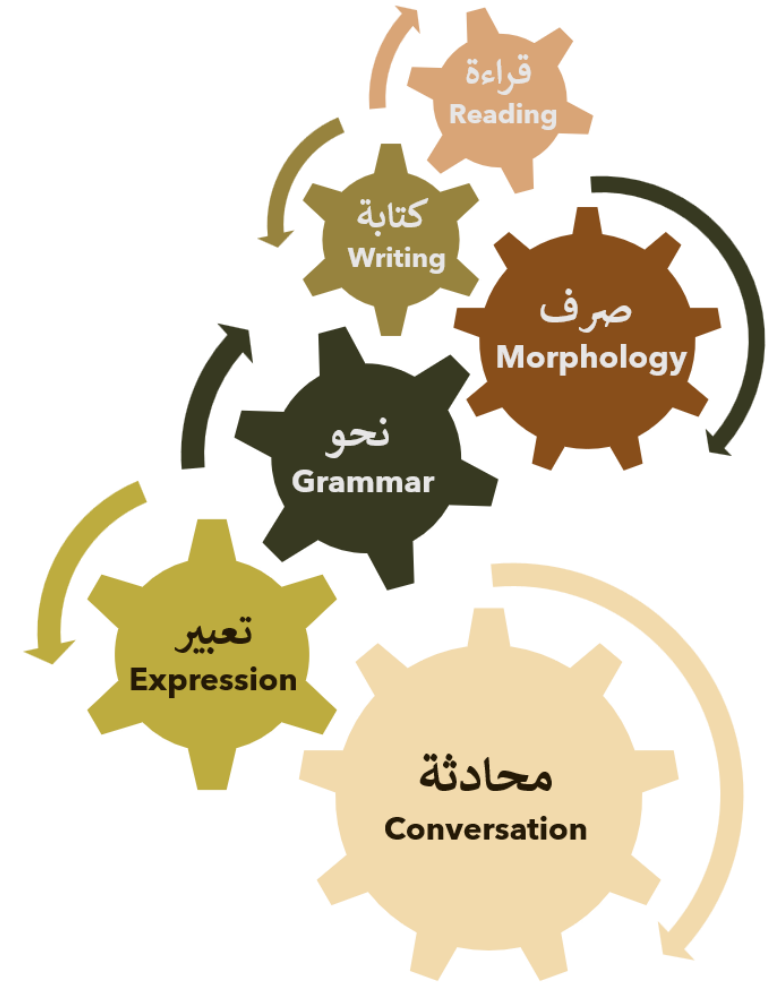 قراءة
Reading
كتابة
Writing
صرف
Morphology
نحو
Grammar
تعبير
Expression
محادثة
Conversation